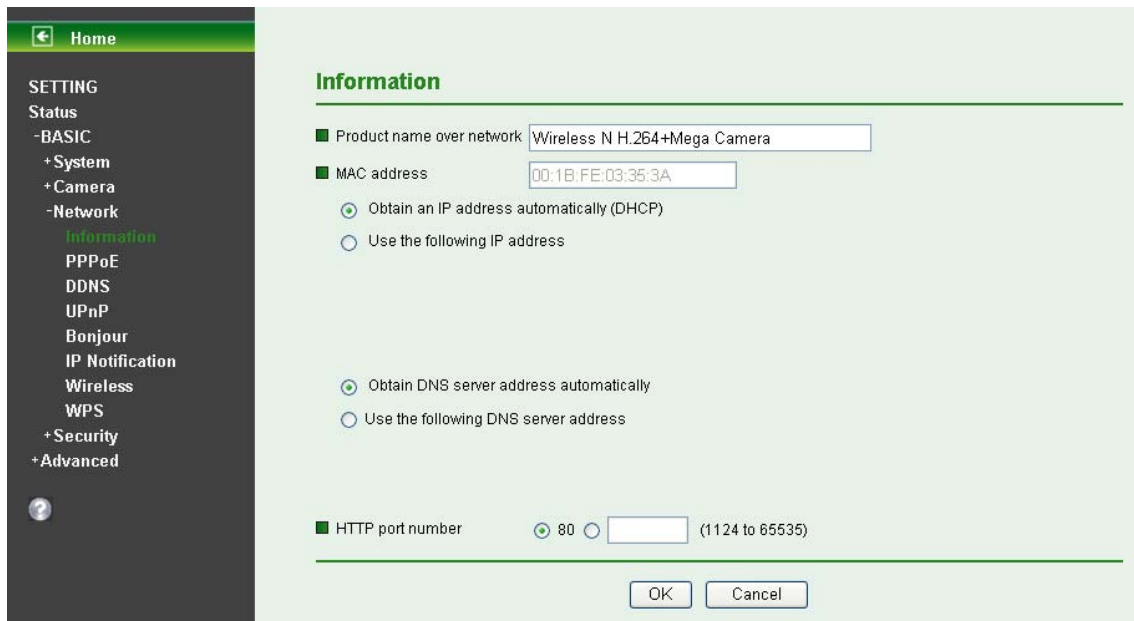 Home
SETTING
Status
-BASIC
+System
+Camera
-Network
Information
PPPoE
DDNS
UPnP
Bonjour
IP Notification
Wireless
WPS
+Security
+Advanced
?
Information
Product name over network Wireless N H.264+Mega Camera
MAC address 00:1B:FE:03:35:3A
Obtain an IP address automatically (DHCP)
Use the following IP address
Obtain DNS server address automatically
Use the following DNS server address
HTTP port number 80 (1124 to 65535)
OK Cancel